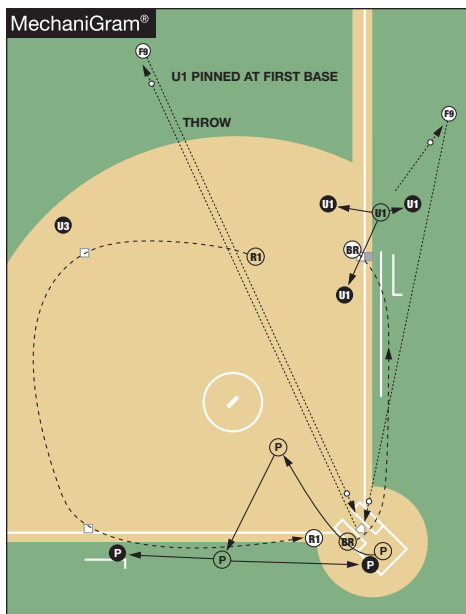 MechaniGram®
F9
U1 PINNED AT FIRST BASE
THROW
F9
U1
U1
U1
U3
BR
R1
U1
P
P
R1
BR
P
P
P